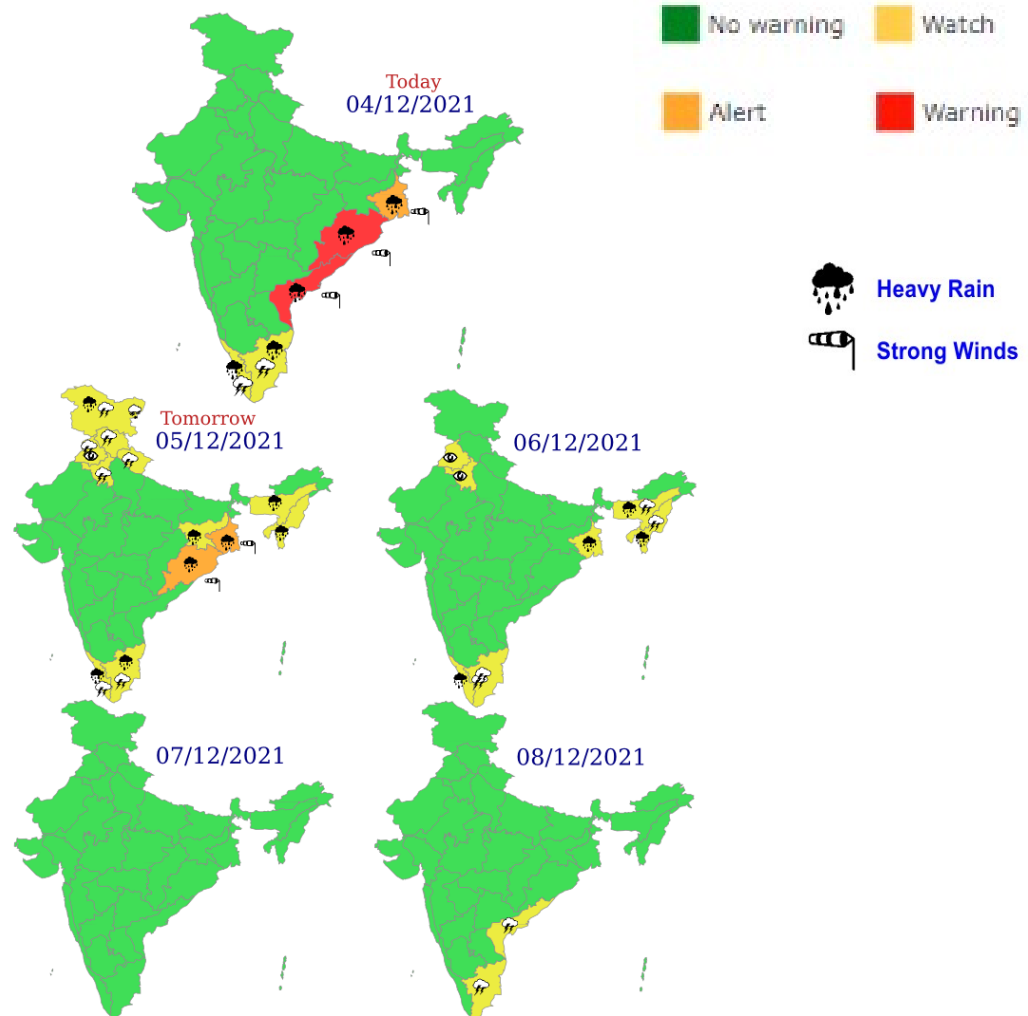 No warning
Watch
Alert
Warning
Today
04/12/2021
Heavy Rain
Strong Winds
Tomorrow
05/12/2021
06/12/2021
07/12/2021
08/12/2021